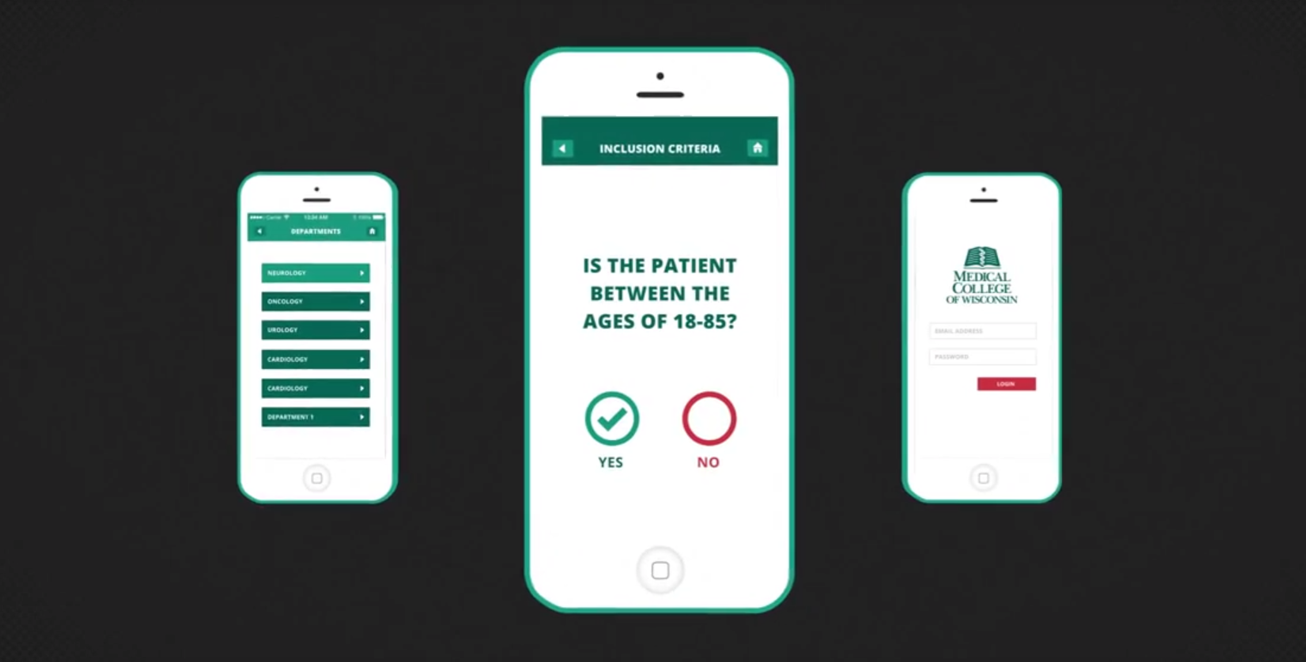 Carrier
10:34 AM
100%
DEPARTMENTS
NEUROLOGY
ONCOLOGY
UROLOGY
CARDIOLOGY
CARDIOLOGY
DEPARTMENT 1
INCLUSION CRITERIA
IS THE PATIENT
BETWEEN THE
AGES OF 18-85?
YES
NO
MEDICAL
COLLEGE
OF WISCONSIN
EMAIL ADDRESS
PASSWORD
LOGIN